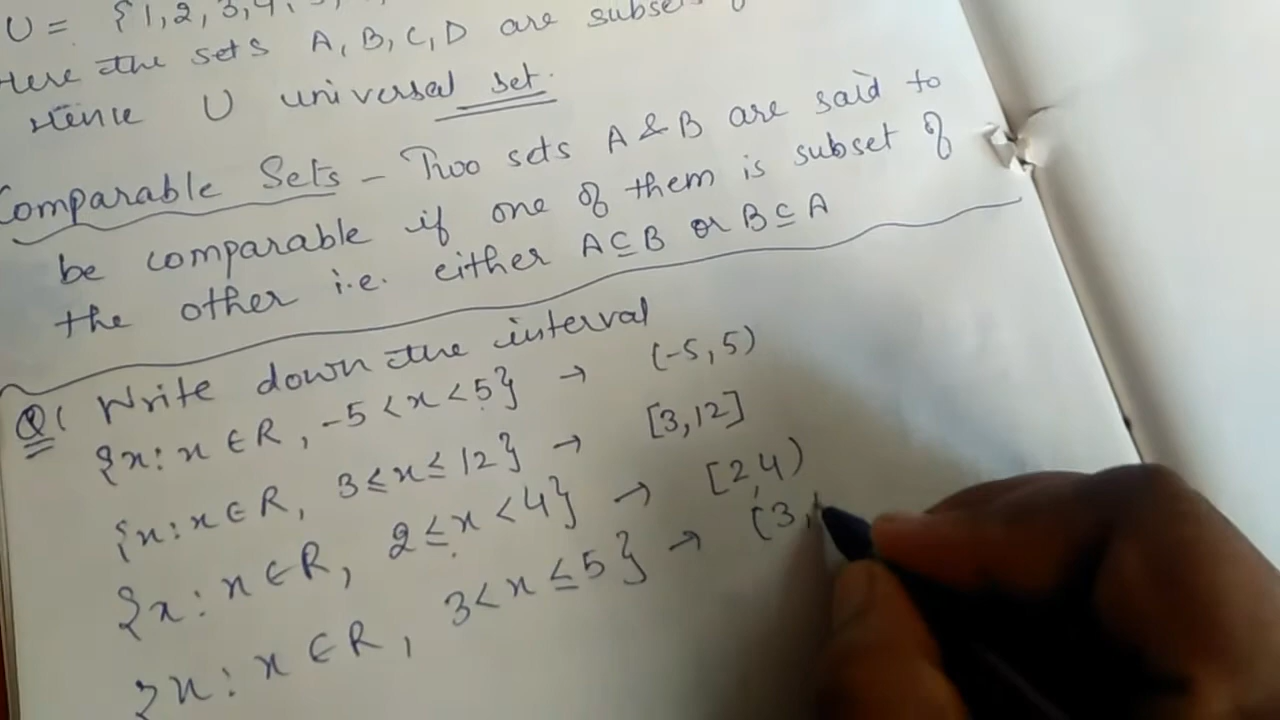 U = {1, 2, 3, 4,
Here the sets A, B, C, D are subset
Hence U universal set.
Comparable Sets - Two sets A & B are said to
be comparable if one of them is subset of
the other i.e. either A ⊆ B or B ⊆ A
Q1 Write down the interval
{x : x ∈ R, -5 < x < 5} → (-5, 5)
{x : x ∈ R, 3 ≤ x ≤ 12} → [3, 12]
{x : x ∈ R, 2 ≤ x < 4} → [2, 4)
{x : x ∈ R, 3 < x ≤ 5} → (3,